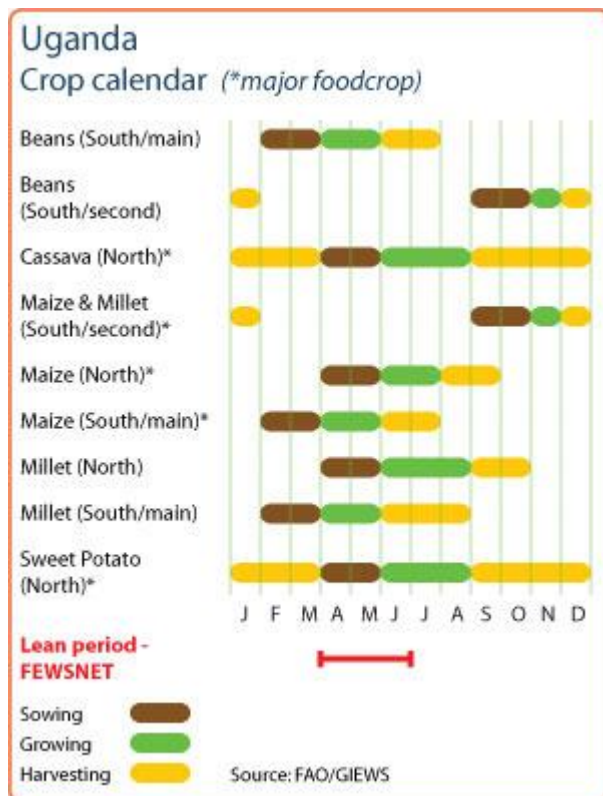 Uganda
Crop calendar (*major foodcrop)
Beans (South/main)
Beans
(South/second)
Cassava (North)*
Maize & Millet
(South/second)*
Maize (North)*
Maize (South/main)*
Millet (North)
Millet (South/main)
Sweet Potato
(North)*
J F M A M J J A S O N D
Lean period -
FEWSNET
Sowing
Growing
Harvesting
Source: FAO/GIEWS